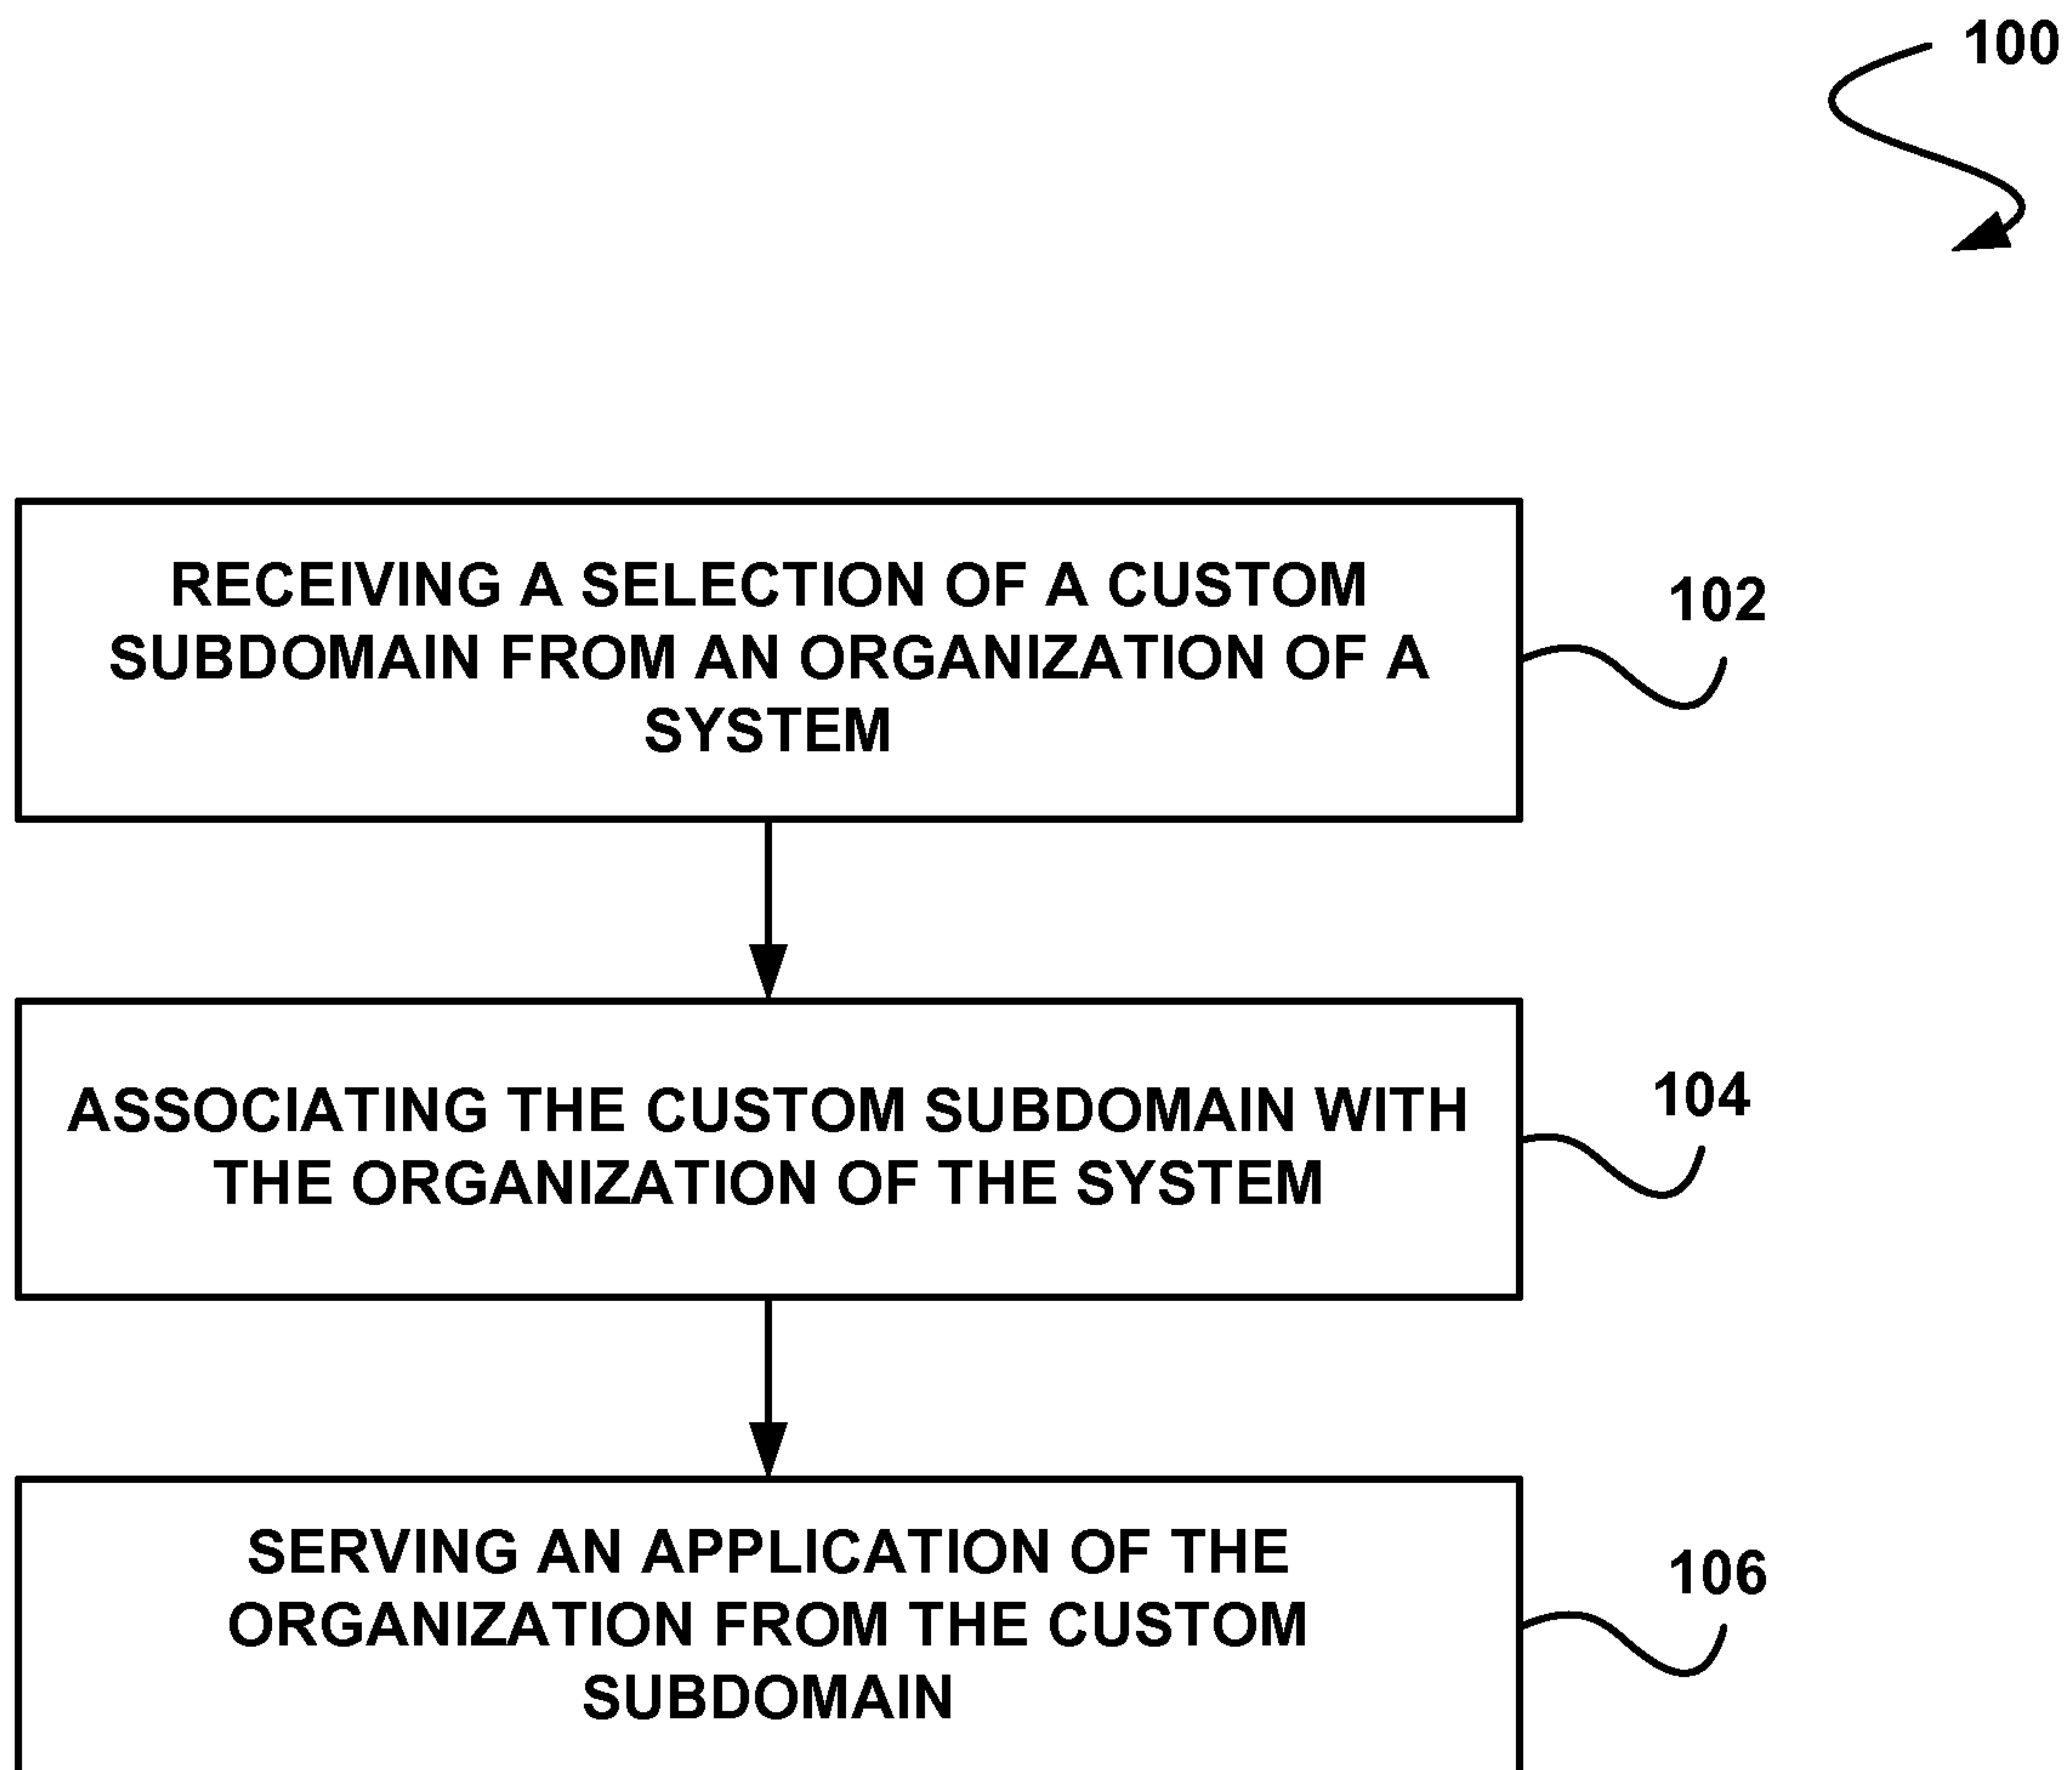 100
RECEIVING A SELECTION OF A CUSTOM
SUBDOMAIN FROM AN ORGANIZATION OF A
SYSTEM
102
ASSOCIATING THE CUSTOM SUBDOMAIN WITH
THE ORGANIZATION OF THE SYSTEM
104
SERVING AN APPLICATION OF THE
ORGANIZATION FROM THE CUSTOM
SUBDOMAIN
106